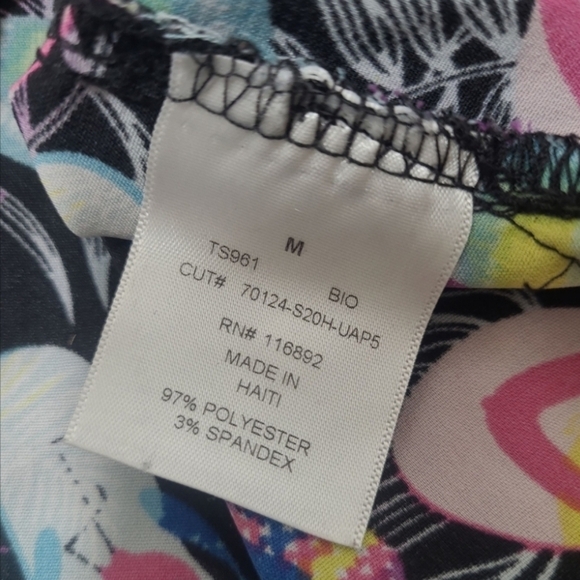 M
TS961 BIO
CUT# 70124-S20H-UAP5
RN# 116892
MADE IN
HAITI
97% POLYESTER
3% SPANDEX